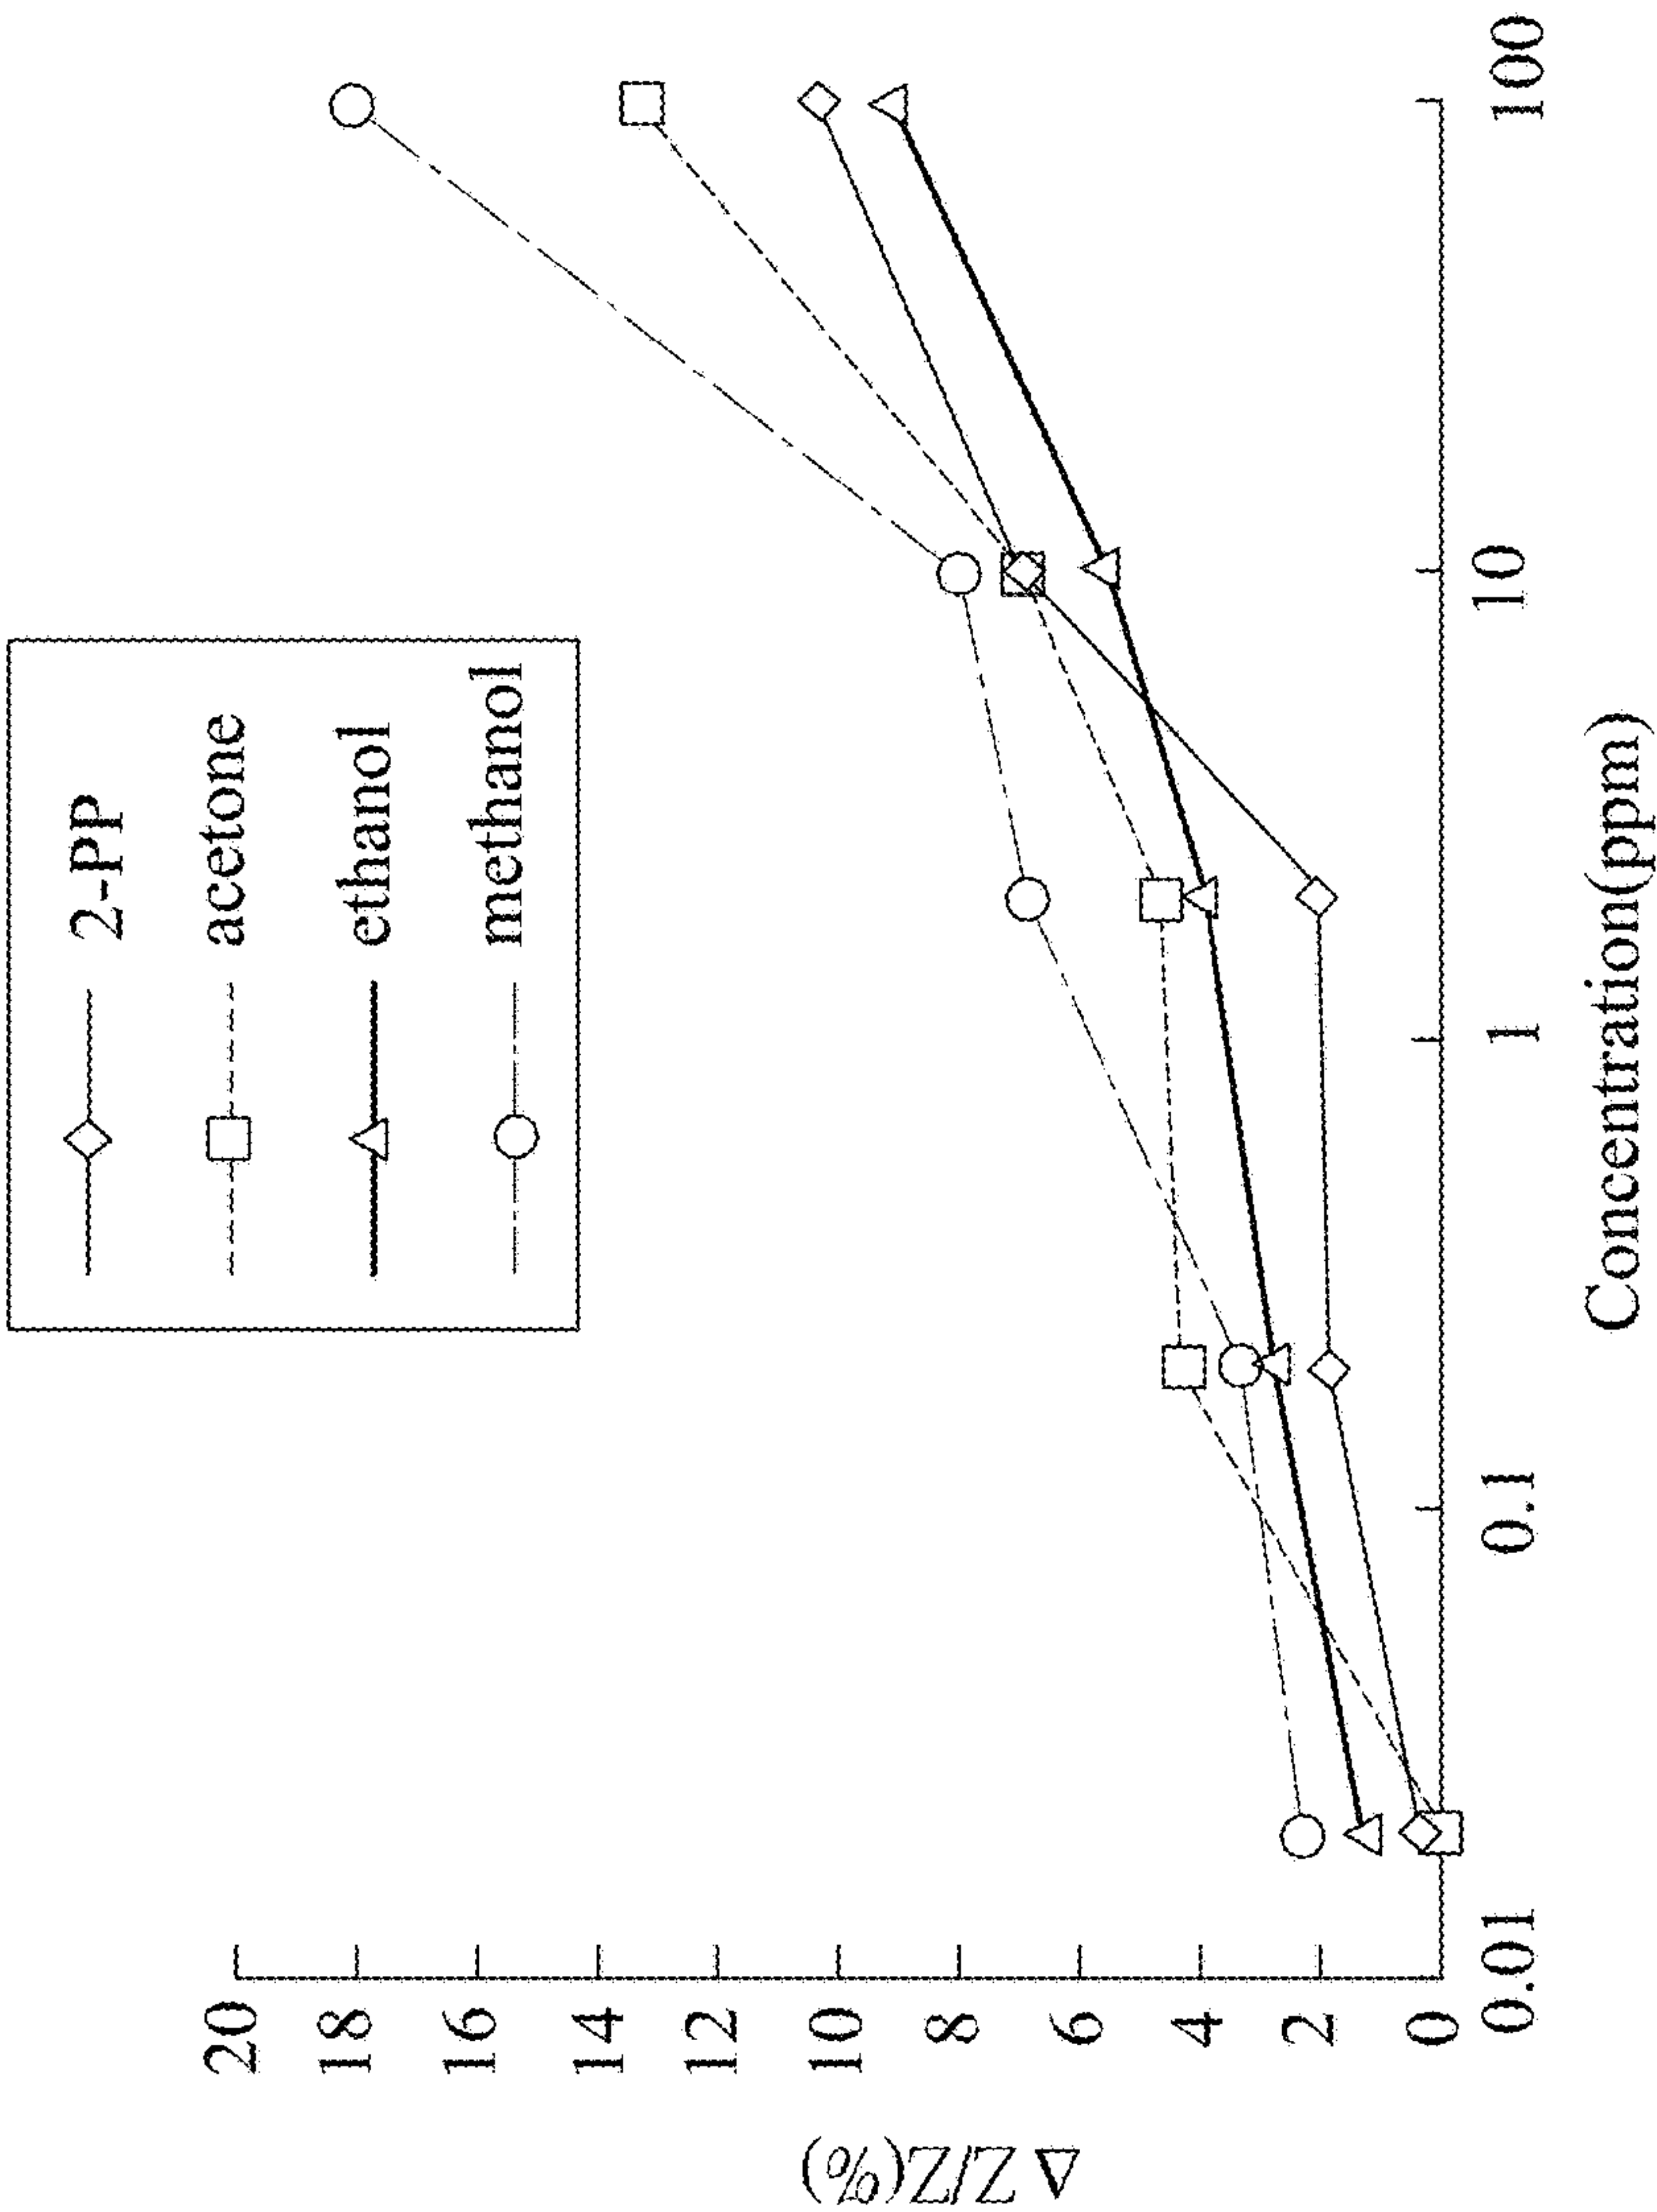 2-PP
acetone
ethanol
methanol
20
18
16
14
12
10
8
6
4
2
0
ΔZ/Z(%)
0.01
0.1
1
10
100
Concentration(ppm)